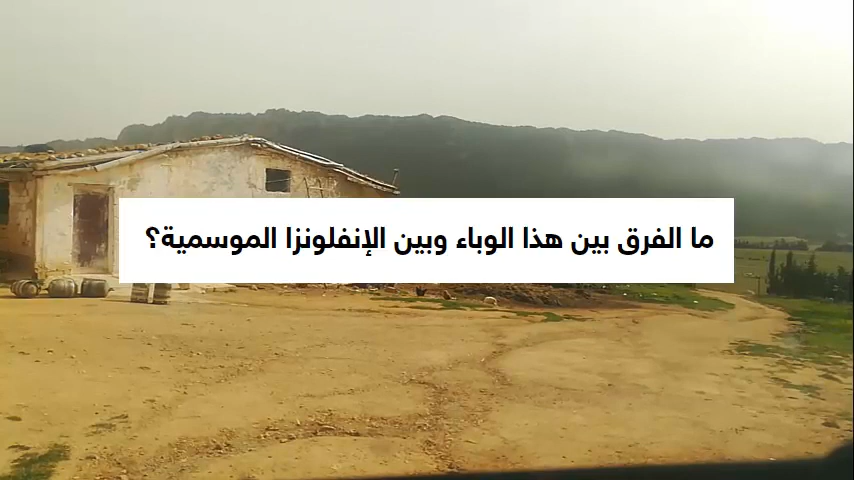 ما الفرق بين هذا الوباء وبين الإنفلونزا الموسمية؟